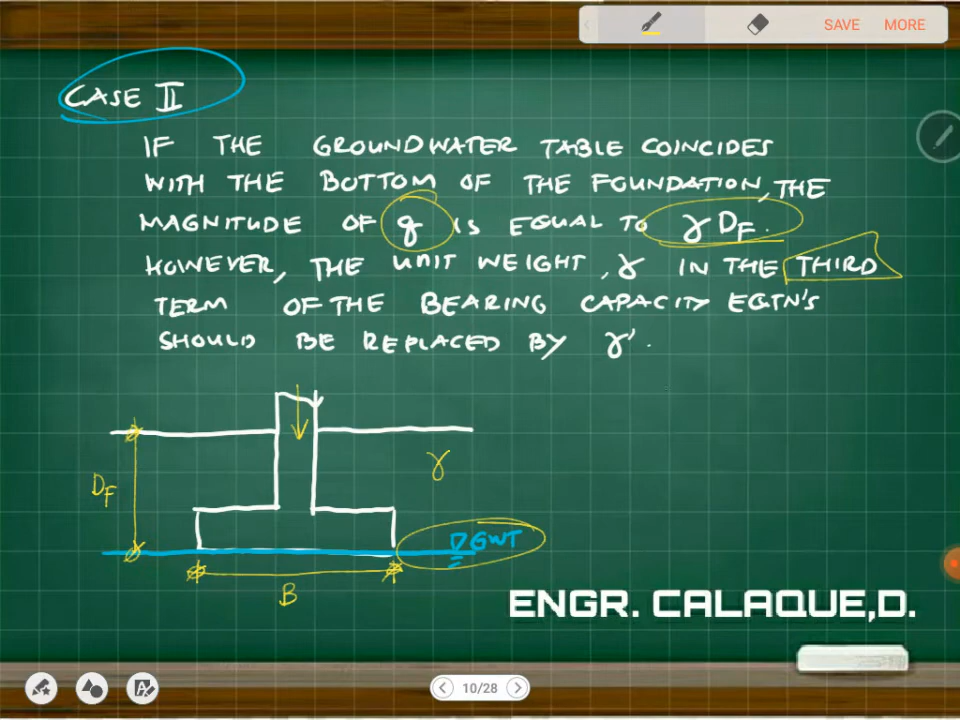 SAVE MORE
CASE II
IF THE GROUNDWATER TABLE COINCIDES
WITH THE BOTTOM OF THE FOUNDATION, THE
MAGNITUDE OF q IS EQUAL TO γ DF.
HOWEVER, THE UNIT WEIGHT, γ IN THE THIRD
TERM OF THE BEARING CAPACITY EQTN'S
SHOULD BE REPLACED BY γ'.
γ
DF
GWT
B
ENGR. CALAQUE,D.
10/28